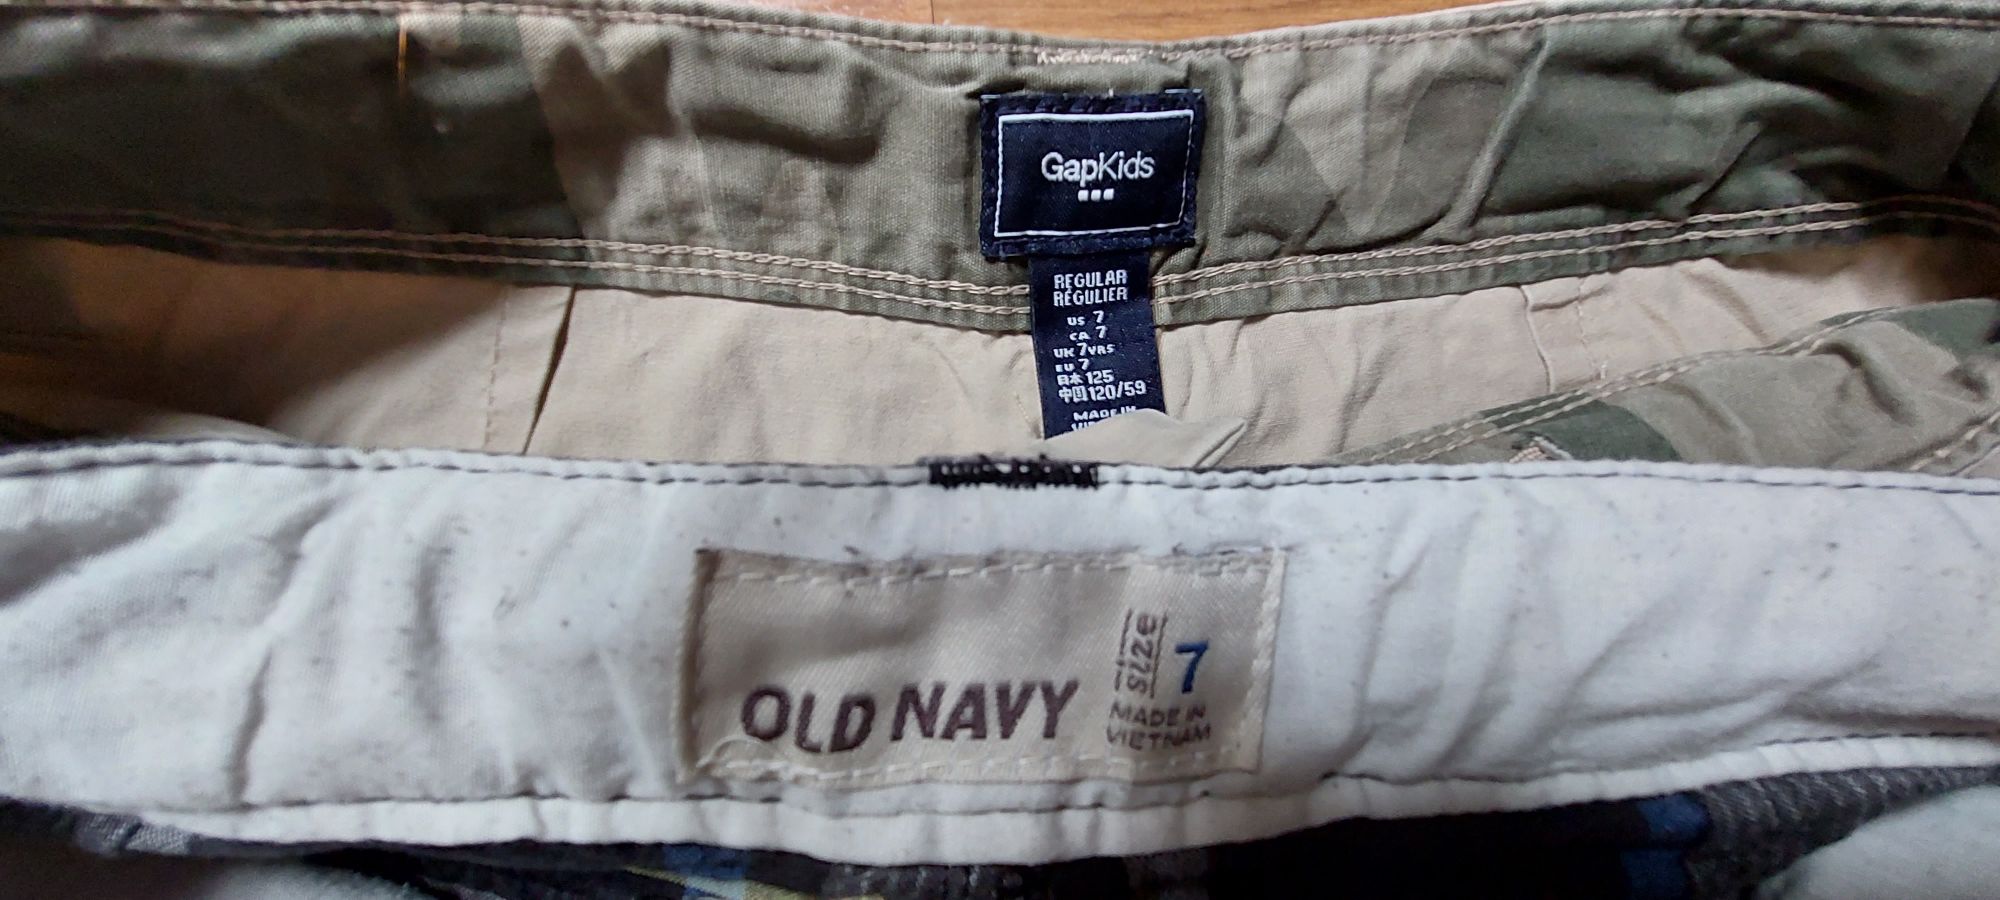 GapKids
REGULAR
RÉGULIER
US 7
CA 7
UK 7YRS
EU 7
日本 125
中国 120/59
MADE IN
OLD NAVY
SIZE
7
MADE IN
VIETNAM